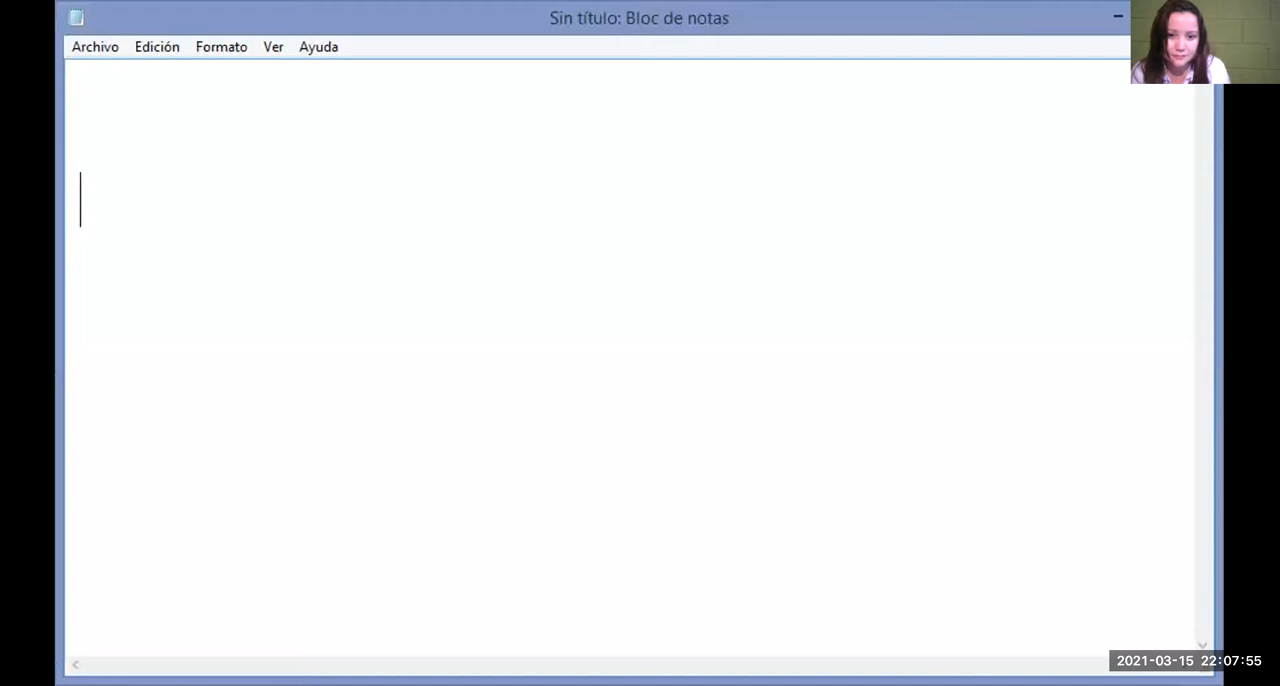 Sin título: Bloc de notas
Archivo Edición Formato Ver Ayuda
2021-03-15 22:07:55